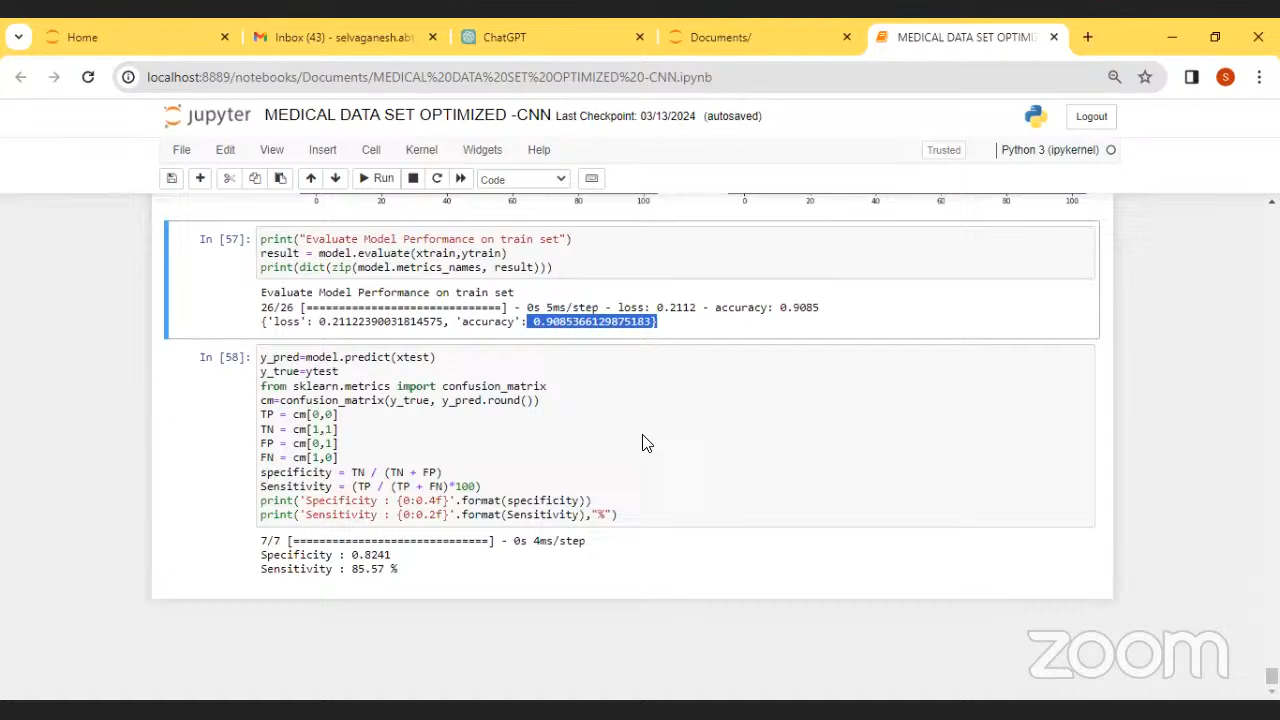 Home
Inbox (43) - selvaganesh.ab
ChatGPT
Documents/
MEDICAL DATA SET OPTIMI
localhost:8889/notebooks/Documents/MEDICAL%20DATA%20SET%20OPTIMIZED%20-CNN.ipynb
S
jupyter MEDICAL DATA SET OPTIMIZED -CNN Last Checkpoint: 03/13/2024 (autosaved)
Logout
File Edit View Insert Cell Kernel Widgets Help
Trusted
Python 3 (ipykernel)
Run
Code
0 20 40 60 80 100 0 20 40 60 80 100
In [57]: print("Evaluate Model Performance on train set")
result = model.evaluate(xtrain,ytrain)
print(dict(zip(model.metrics_names, result)))
Evaluate Model Performance on train set
26/26 [==============================] - 0s 5ms/step - loss: 0.2112 - accuracy: 0.9085
{'loss': 0.21122390031814575, 'accuracy': 0.9085366129875183}
In [58]: y_pred=model.predict(xtest)
y_true=ytest
from sklearn.metrics import confusion_matrix
cm=confusion_matrix(y_true, y_pred.round())
TP = cm[0,0]
TN = cm[1,1]
FP = cm[0,1]
FN = cm[1,0]
specificity = TN / (TN + FP)
Sensitivity = (TP / (TP + FN)*100)
print('Specificity : {0:0.4f}'.format(specificity))
print('Sensitivity : {0:0.2f}'.format(Sensitivity),"%")
7/7 [==============================] - 0s 4ms/step
Specificity : 0.8241
Sensitivity : 85.57 %
zoom